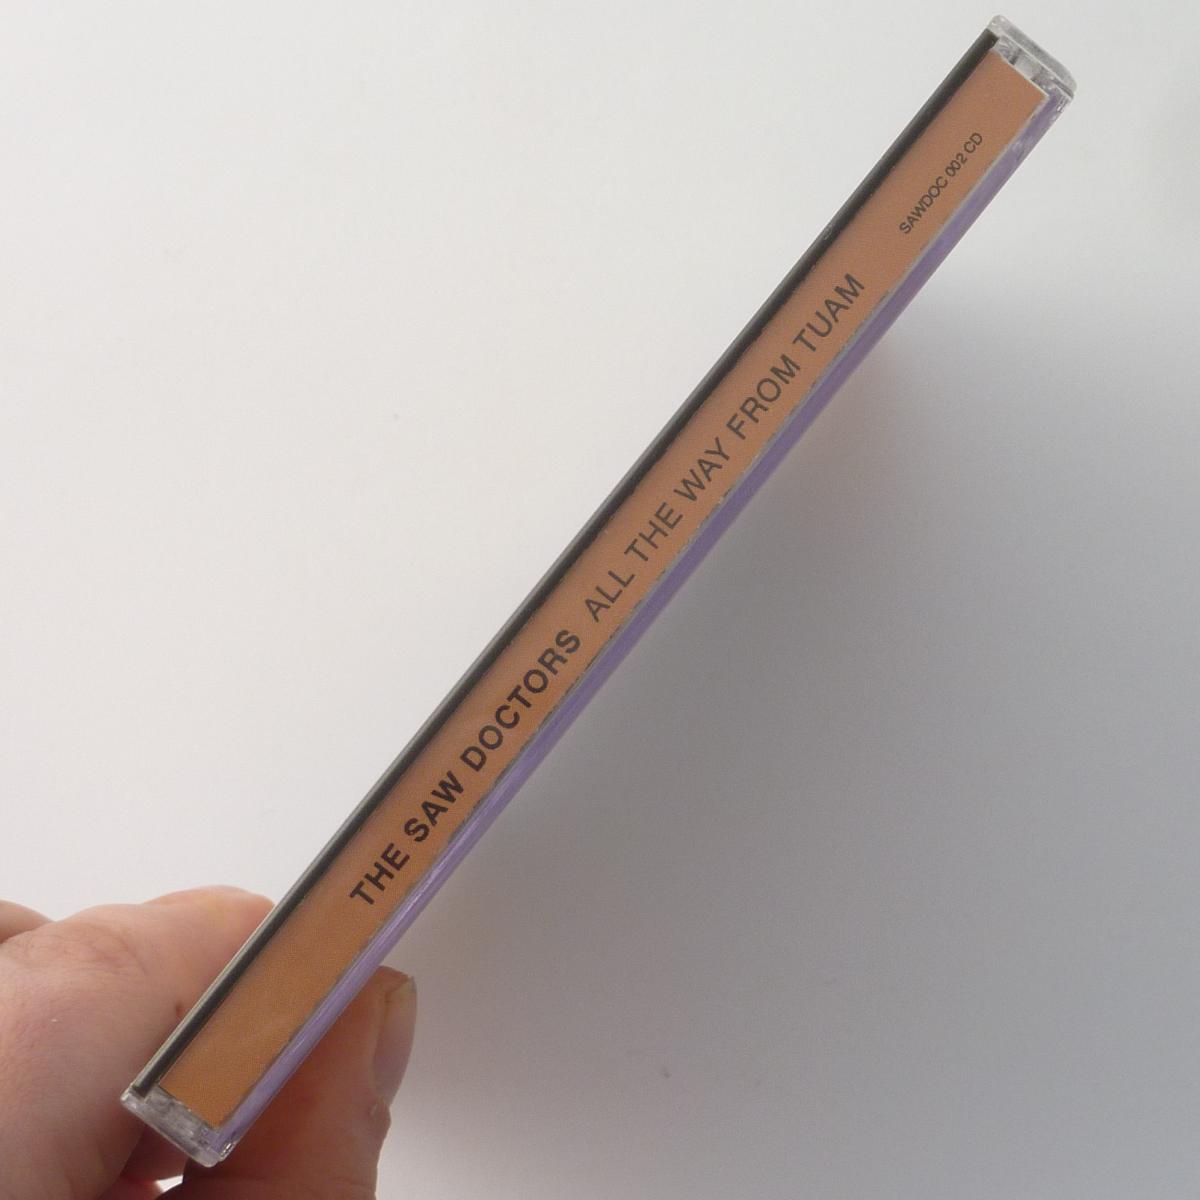 THE SAW DOCTORS ALL THE WAY FROM TUAM
SAWDOC 002 CD